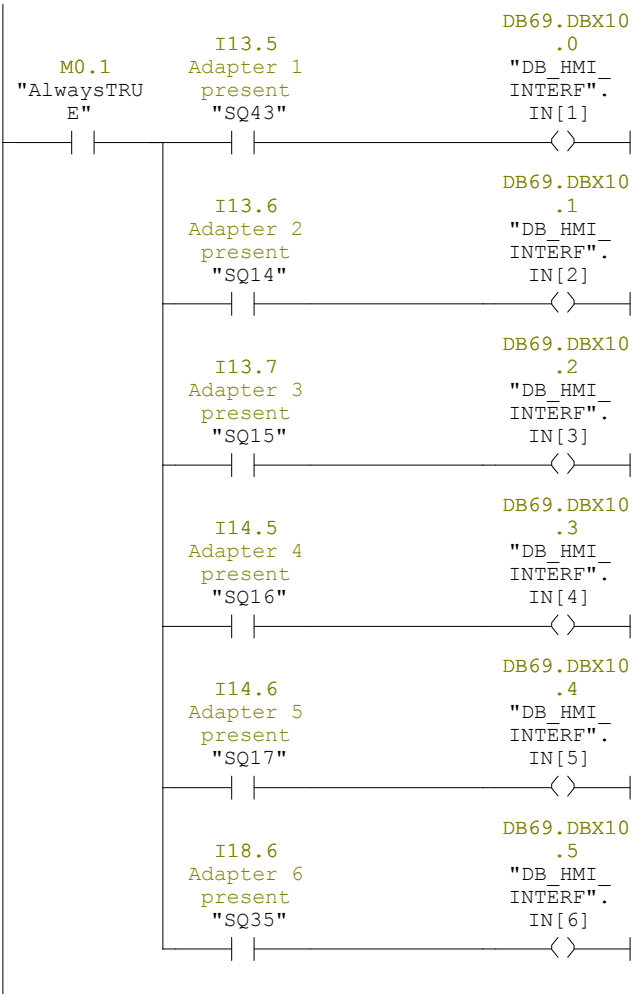 DB69.DBX10
I13.5
.0
M0.1
Adapter 1
"DB_HMI_
"AlwaysTRU
present
INTERF".
E"
"SQ43"
IN[1]
DB69.DBX10
I13.6
.1
Adapter 2
"DB_HMI_
present
INTERF".
"SQ14"
IN[2]
DB69.DBX10
I13.7
.2
Adapter 3
"DB_HMI_
present
INTERF".
"SQ15"
IN[3]
DB69.DBX10
I14.5
.3
Adapter 4
"DB_HMI_
present
INTERF".
"SQ16"
IN[4]
DB69.DBX10
I14.6
.4
Adapter 5
"DB_HMI_
present
INTERF".
"SQ17"
IN[5]
DB69.DBX10
I18.6
.5
Adapter 6
"DB_HMI_
present
INTERF".
"SQ35"
IN[6]